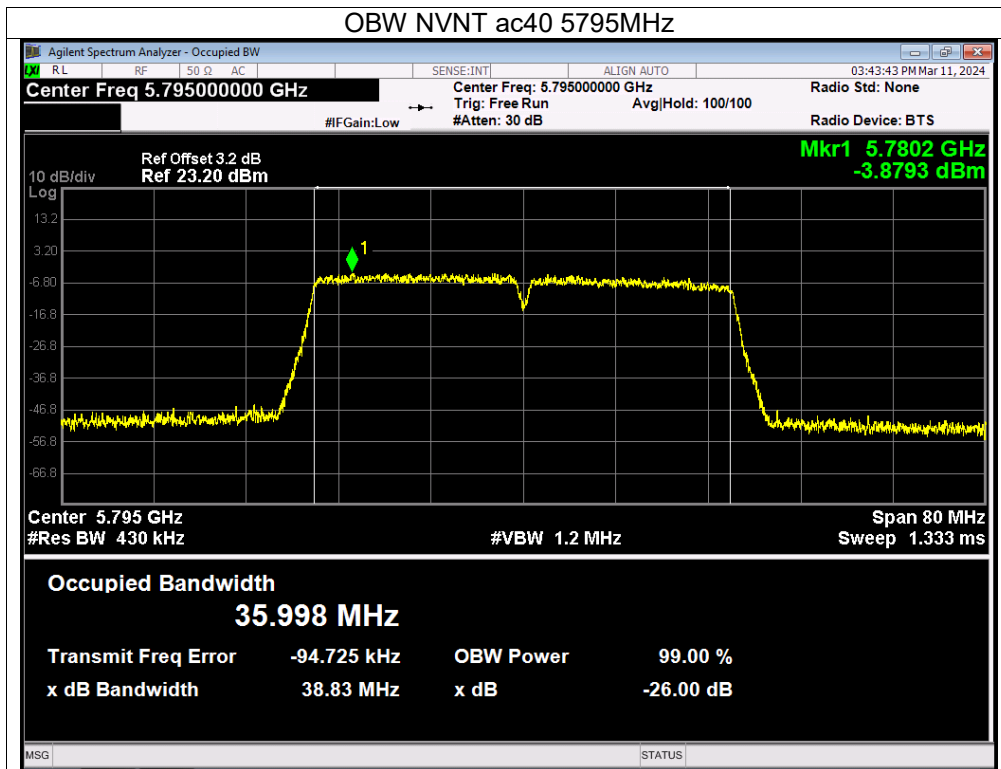 OBW NVNT ac40 5795MHz
Agilent Spectrum Analyzer - Occupied BW
LXI RL RF 50 Ω AC SENSE:INT ALIGN AUTO 03:43:43 PM Mar 11, 2024
Center Freq 5.795000000 GHz Center Freq: 5.795000000 GHz Radio Std: None
Trig: Free Run Avg|Hold: 100/100
#IFGain:Low #Atten: 30 dB Radio Device: BTS
Mkr1 5.7802 GHz
-3.8793 dBm
Ref Offset 3.2 dB
10 dB/div Ref 23.20 dBm
Log
13.2
3.20
1
-6.80
-16.8
-26.8
-36.8
-46.8
-56.8
-66.8
Center 5.795 GHz Span 80 MHz
#Res BW 430 kHz #VBW 1.2 MHz Sweep 1.333 ms
Occupied Bandwidth
35.998 MHz
Transmit Freq Error -94.725 kHz OBW Power 99.00 %
x dB Bandwidth 38.83 MHz x dB -26.00 dB
MSG STATUS